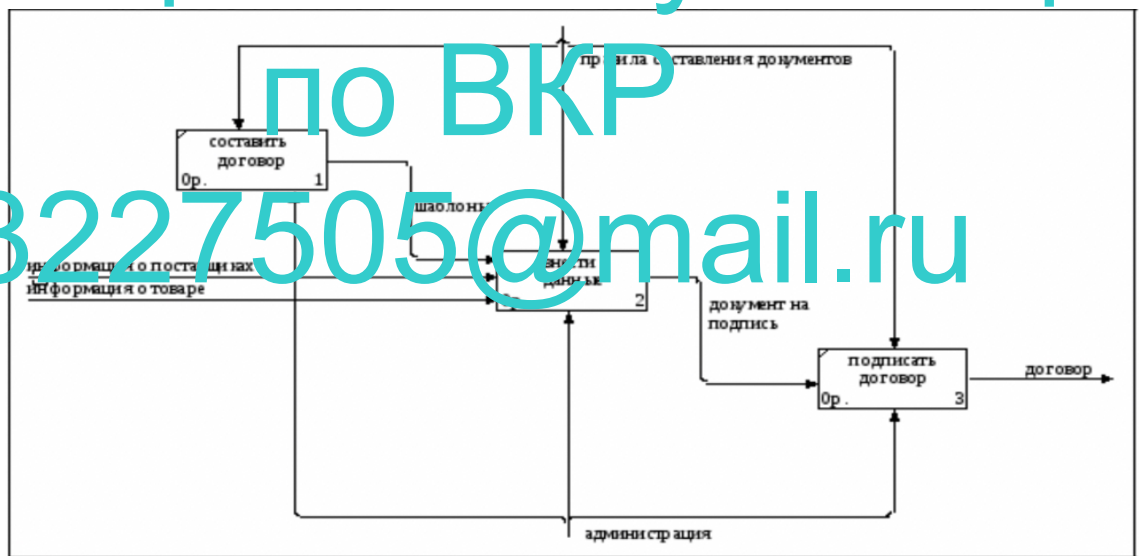 правила составления документов
по ВКР
составить
договор
0р. 1
шаблоны
3227505@mail.ru
информация о поставщиках
информация о товаре
внести
данные
0р. 2
документ на
подпись
подписать
договор
0р. 3
договор
администрация